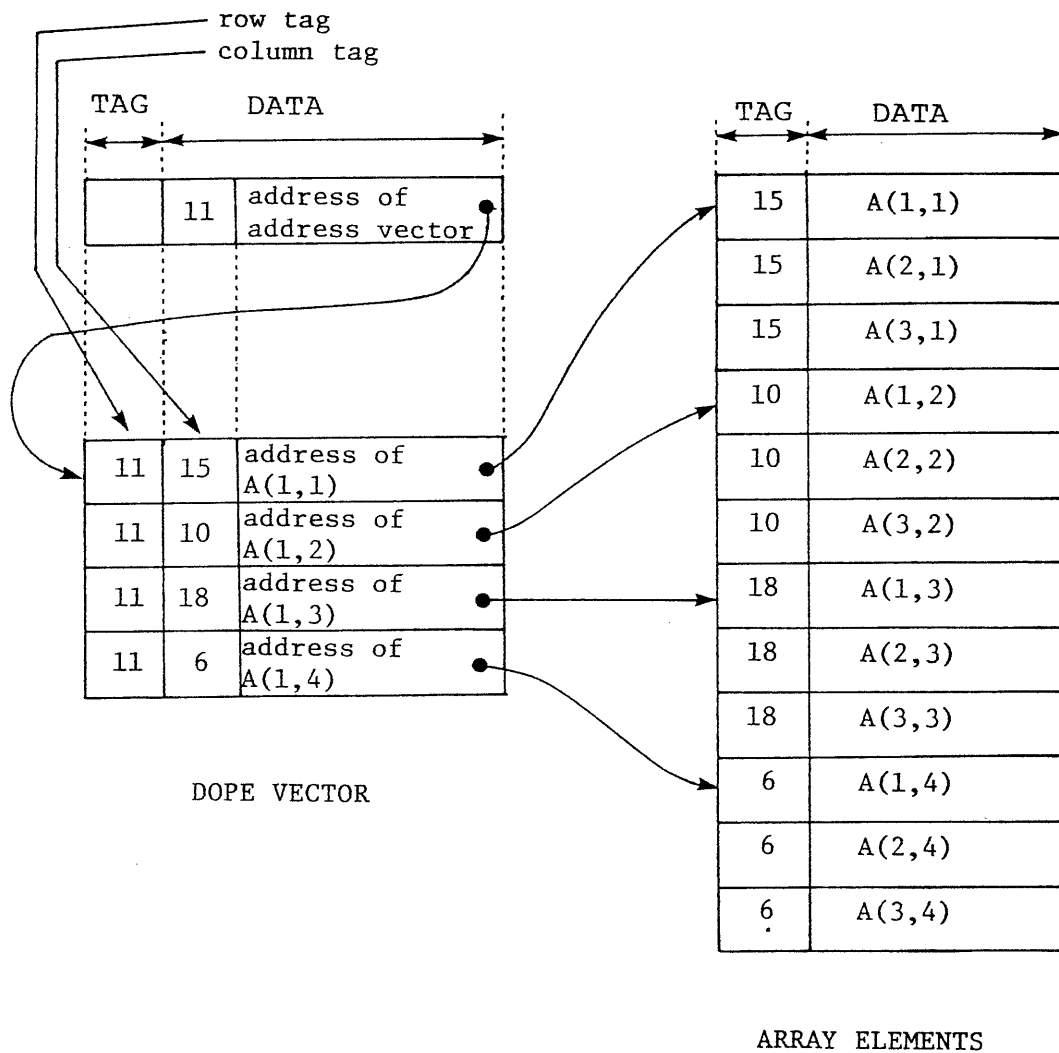 row tag
column tag
TAG DATA
11 address of
address vector
11 15 address of
A(1,1)
11 10 address of
A(1,2)
11 18 address of
A(1,3)
11 6 address of
A(1,4)
DOPE VECTOR
TAG DATA
15 A(1,1)
15 A(2,1)
15 A(3,1)
10 A(1,2)
10 A(2,2)
10 A(3,2)
18 A(1,3)
18 A(2,3)
18 A(3,3)
6 A(1,4)
6 A(2,4)
6 A(3,4)
ARRAY ELEMENTS